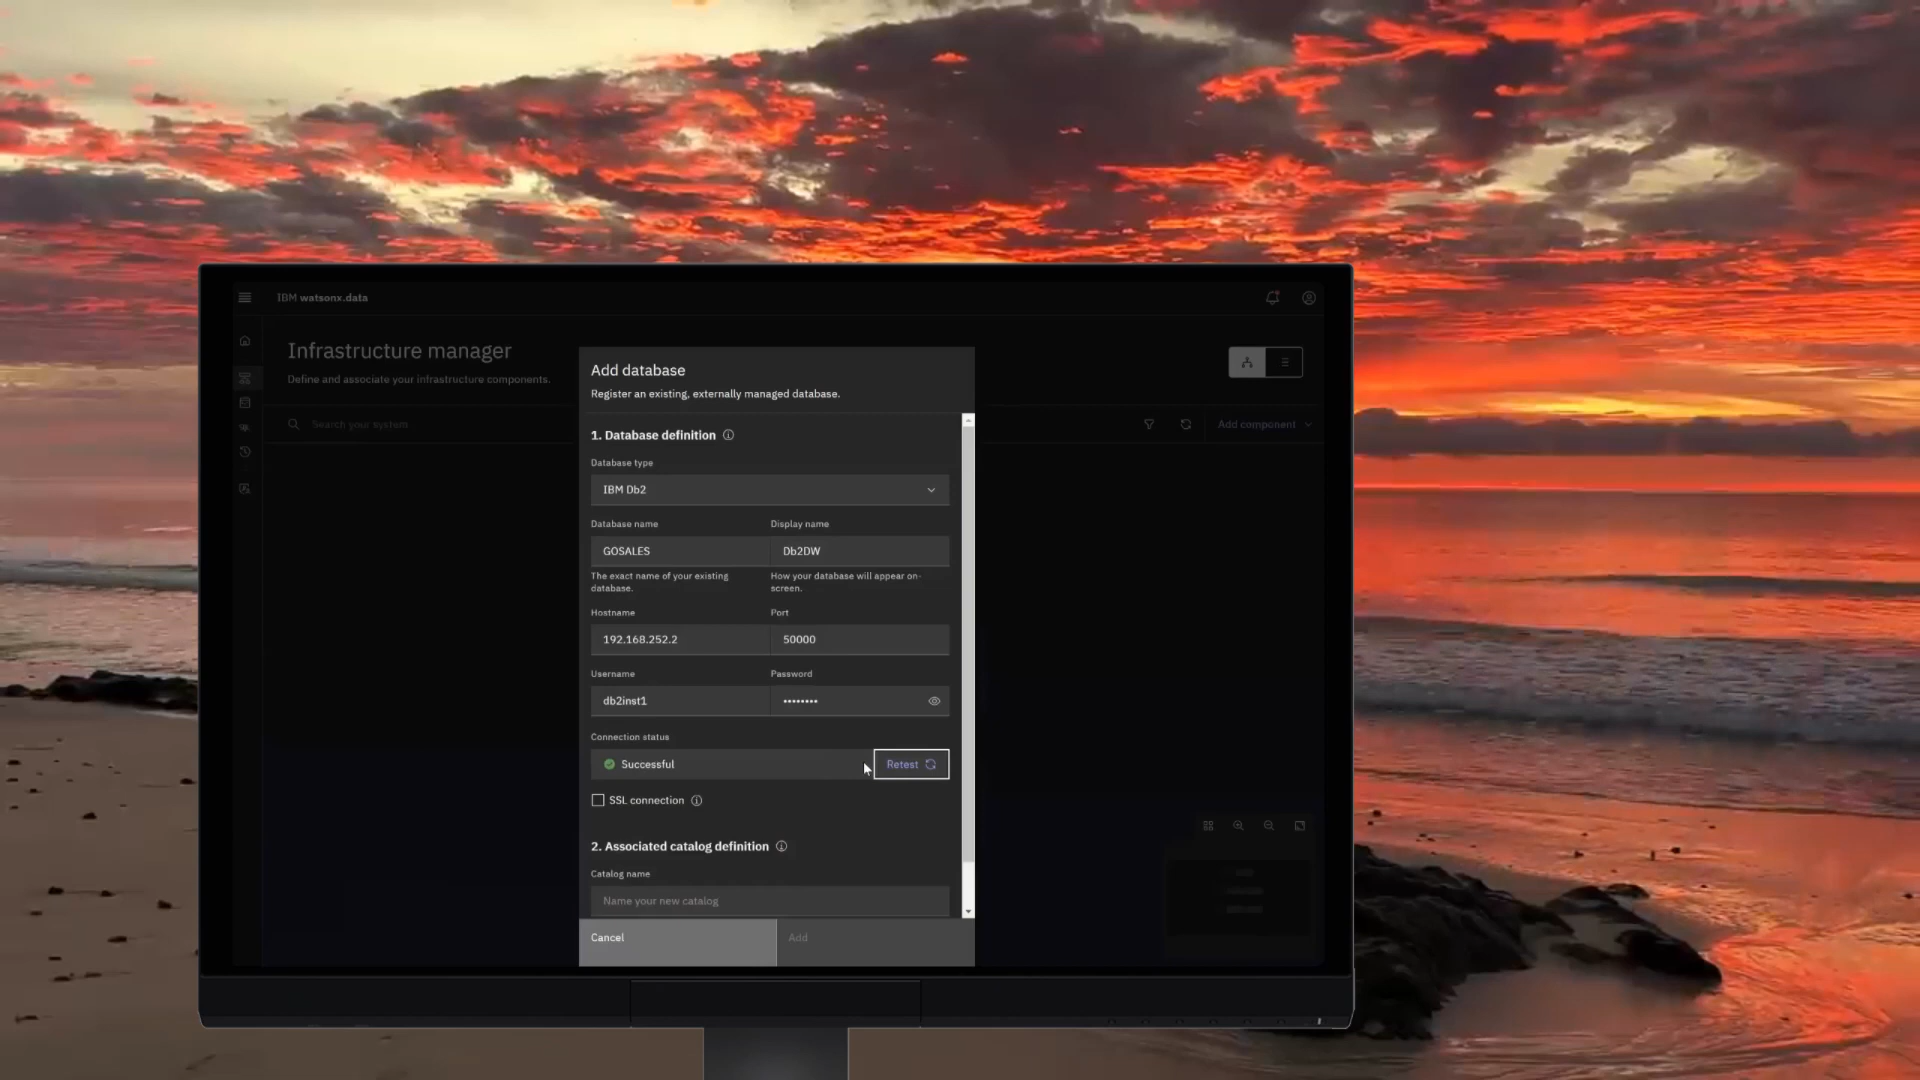 IBM watsonx.data
Infrastructure manager
Define and associate your infrastructure components.
Search your system
Add component
Add database
Register an existing, externally managed database.
1. Database definition
Database type
IBM Db2
Database name
Display name
GOSALES
Db2DW
The exact name of your existing
database.
How your database will appear on-
screen.
Hostname
Port
192.168.252.2
50000
Username
Password
db2inst1
••••••••
Connection status
Successful
Retest
SSL connection
2. Associated catalog definition
Catalog name
Name your new catalog
Cancel
Add